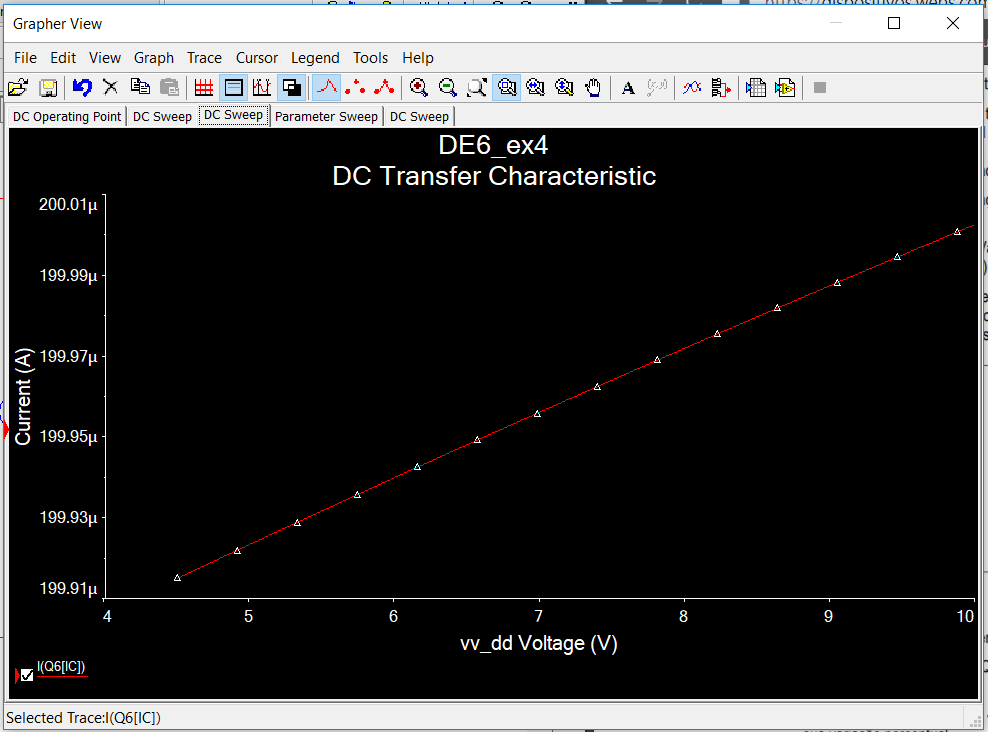 Grapher View
File Edit View Graph Trace Cursor Legend Tools Help
A
DC Operating Point DC Sweep DC Sweep Parameter Sweep DC Sweep
DE6_ex4
DC Transfer Characteristic
200.01µ
199.99µ
199.97µ
199.95µ
199.93µ
199.91µ
Current (A)
4 5 6 7 8 9 10
vv_dd Voltage (V)
I(Q6[IC])
Selected Trace:I(Q6[IC])